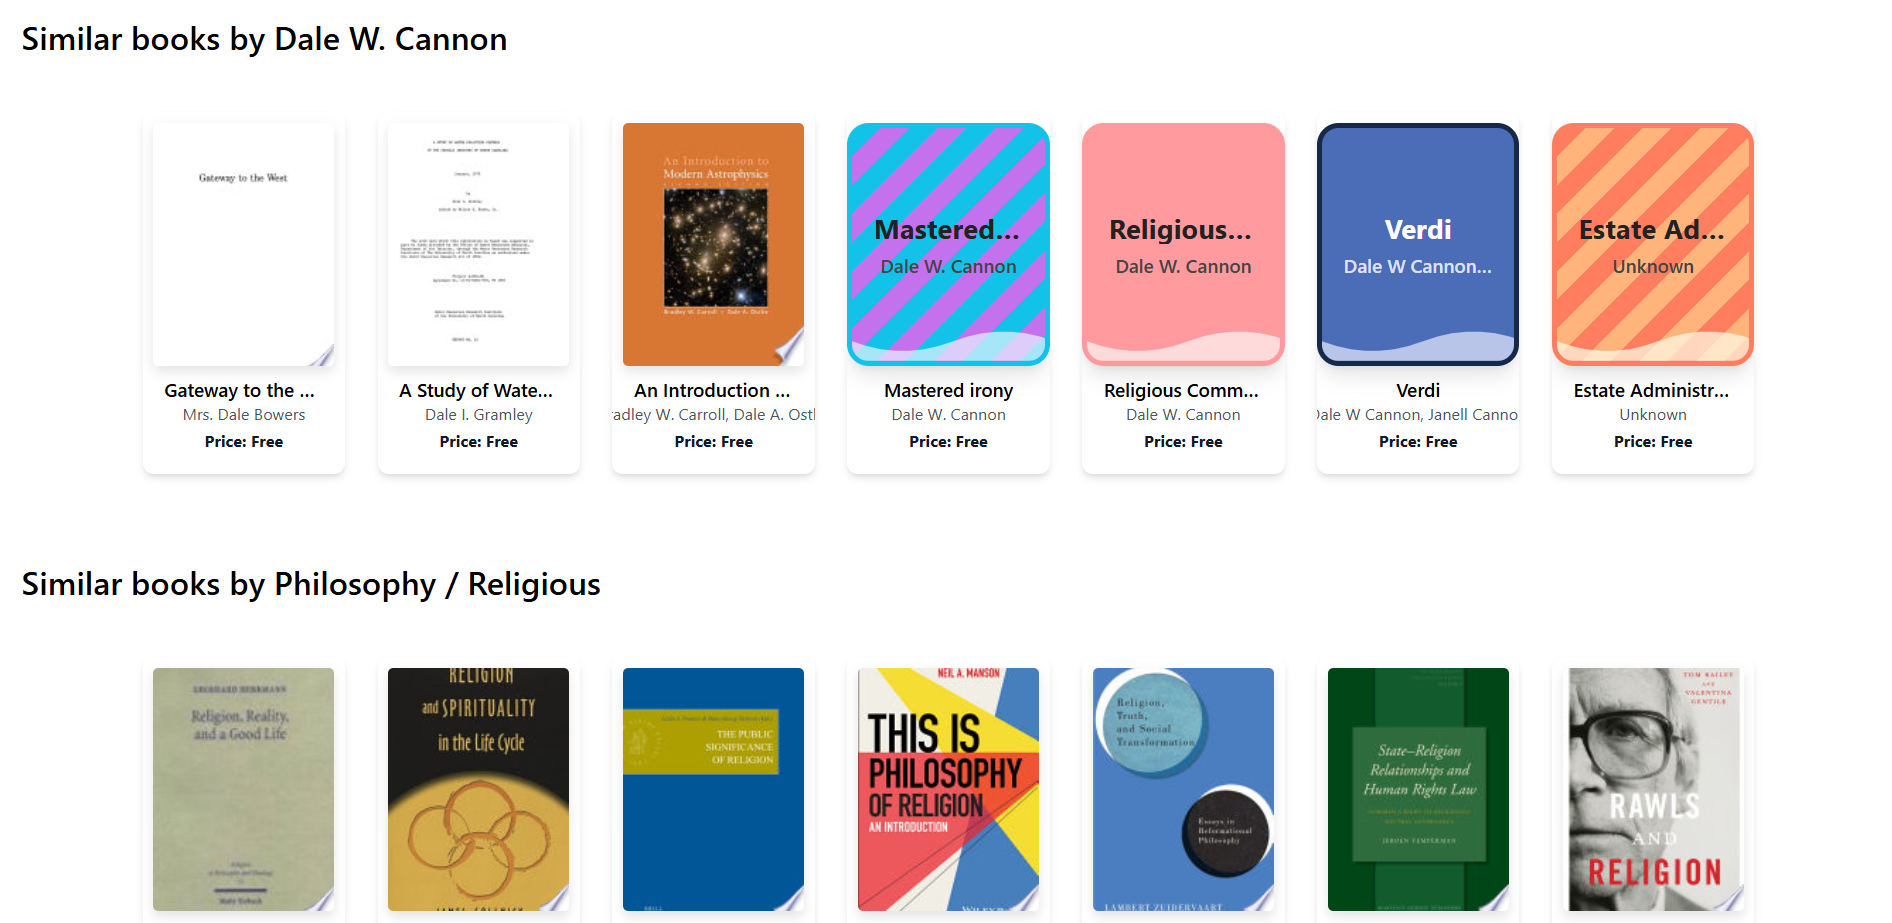 Similar books by Dale W. Cannon
Gateway to the West
An Introduction to
Modern Astrophysics
Bradley W. Carroll · Dale A. Ostlie
Mastered...
Dale W. Cannon
Religious...
Dale W. Cannon
Verdi
Dale W Cannon...
Estate Ad...
Unknown
Gateway to the ...
Mrs. Dale Bowers
Price: Free
A Study of Wate...
Dale I. Gramley
Price: Free
An Introduction ...
adley W. Carroll, Dale A. Ostl
Price: Free
Mastered irony
Dale W. Cannon
Price: Free
Religious Comm...
Dale W. Cannon
Price: Free
Verdi
Dale W Cannon, Janell Canno
Price: Free
Estate Administr...
Unknown
Price: Free
Similar books by Philosophy / Religious
EBERHARD HERRMANN
Religion, Reality,
and a Good Life
RELIGION
and SPIRITUALITY
in the Life Cycle
THE PUBLIC
SIGNIFICANCE
OF RELIGION
NEIL A. MANSON
THIS IS
PHILOSOPHY
OF RELIGION
AN INTRODUCTION
Religion,
Truth,
and Social
Transformation
Essays in
Reformational
Philosophy
LAMBERT ZUIDERVAART
State–Religion
Relationships and
Human Rights Law
JEROEN TEMPERMAN
TOM BAILEY
AND
VALENTINA
GENTILE
RAWLS
AND
RELIGION